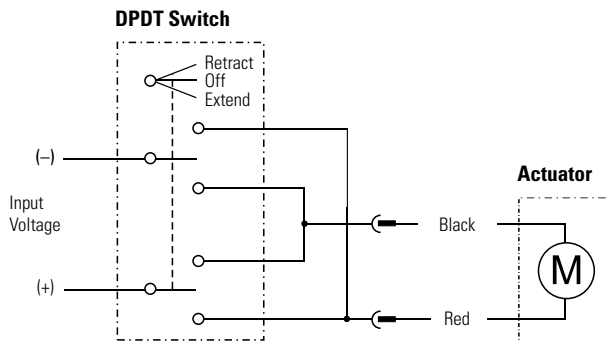 DPDT Switch
Retract
Off
Extend
(–)
Input
Voltage
(+)
Actuator
Black
M
Red